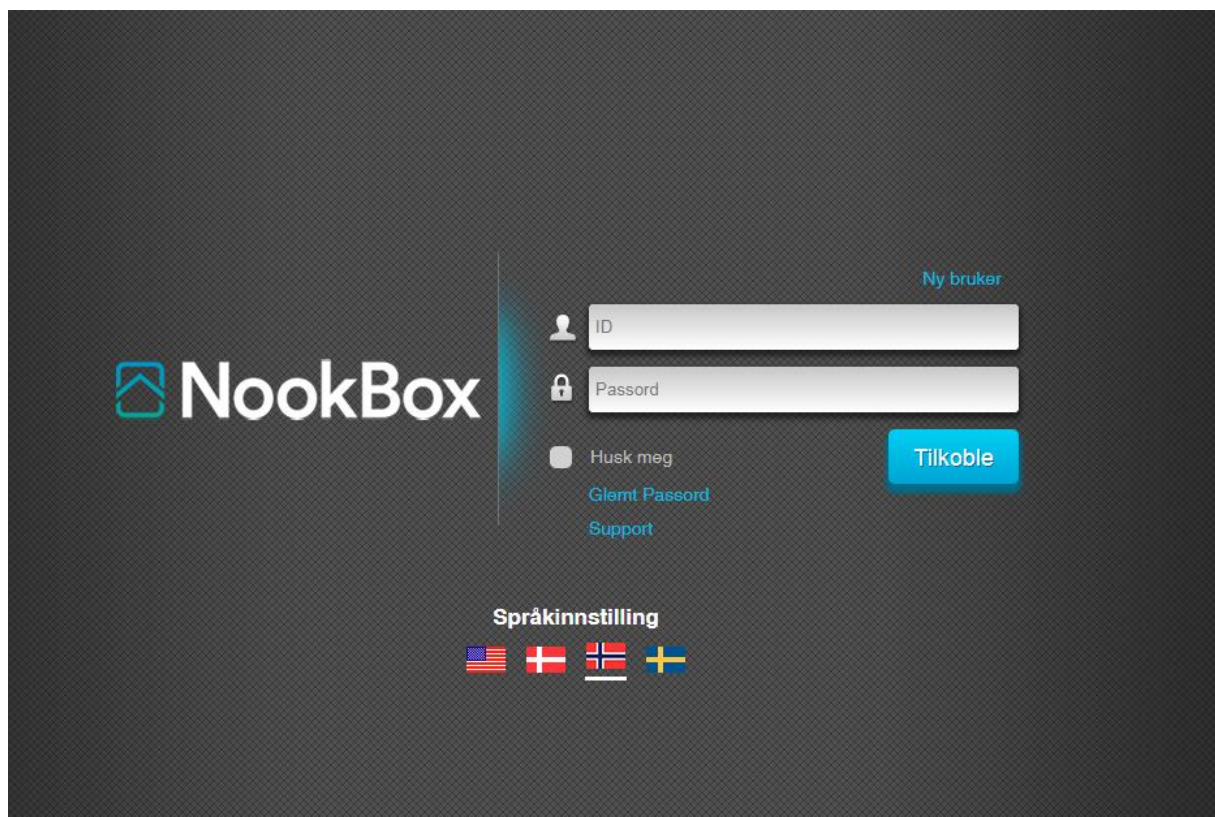 Ny bruker
ID
NookBox
Passord
Husk meg
Tilkoble
Glemt Passord
Support
Språkinnstilling